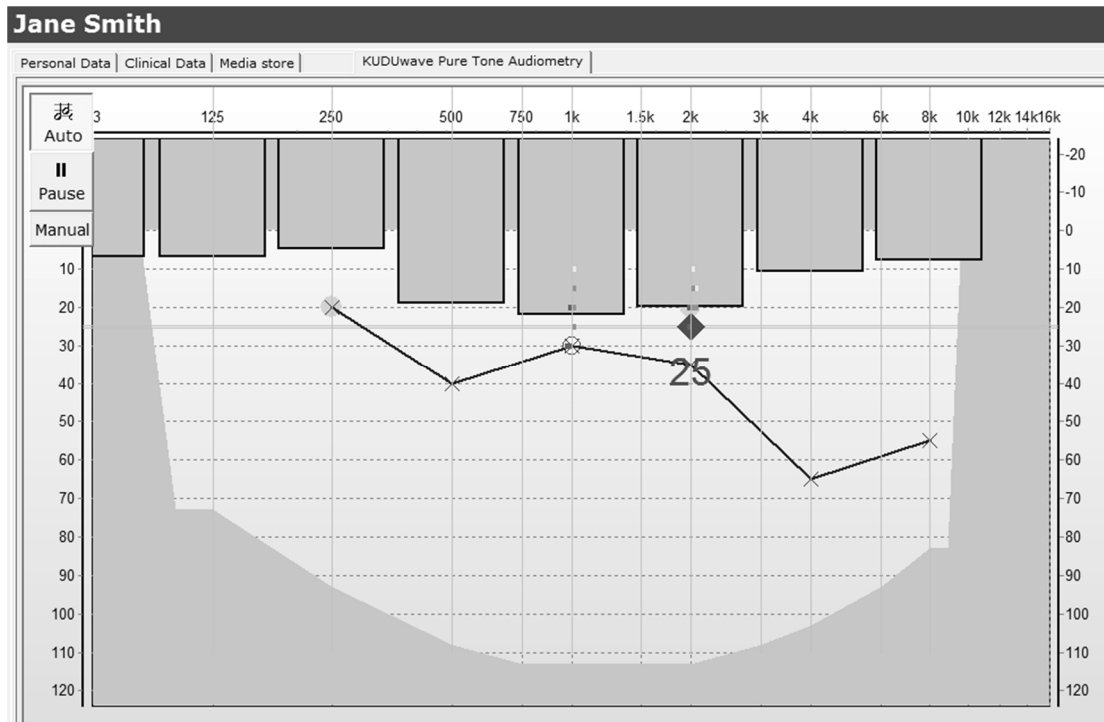 Jane Smith
Personal Data Clinical Data Media store KUDUwave Pure Tone Audiometry
3 125 250 500 750 1k 1.5k 2k 3k 4k 6k 8k 10k 12k 14k16k
Auto
Pause
Manual
-20
-10
0
10 10
20 20
30 30
25
40 40
50 50
60 60
70 70
80 80
90 90
100 100
110 110
120 120